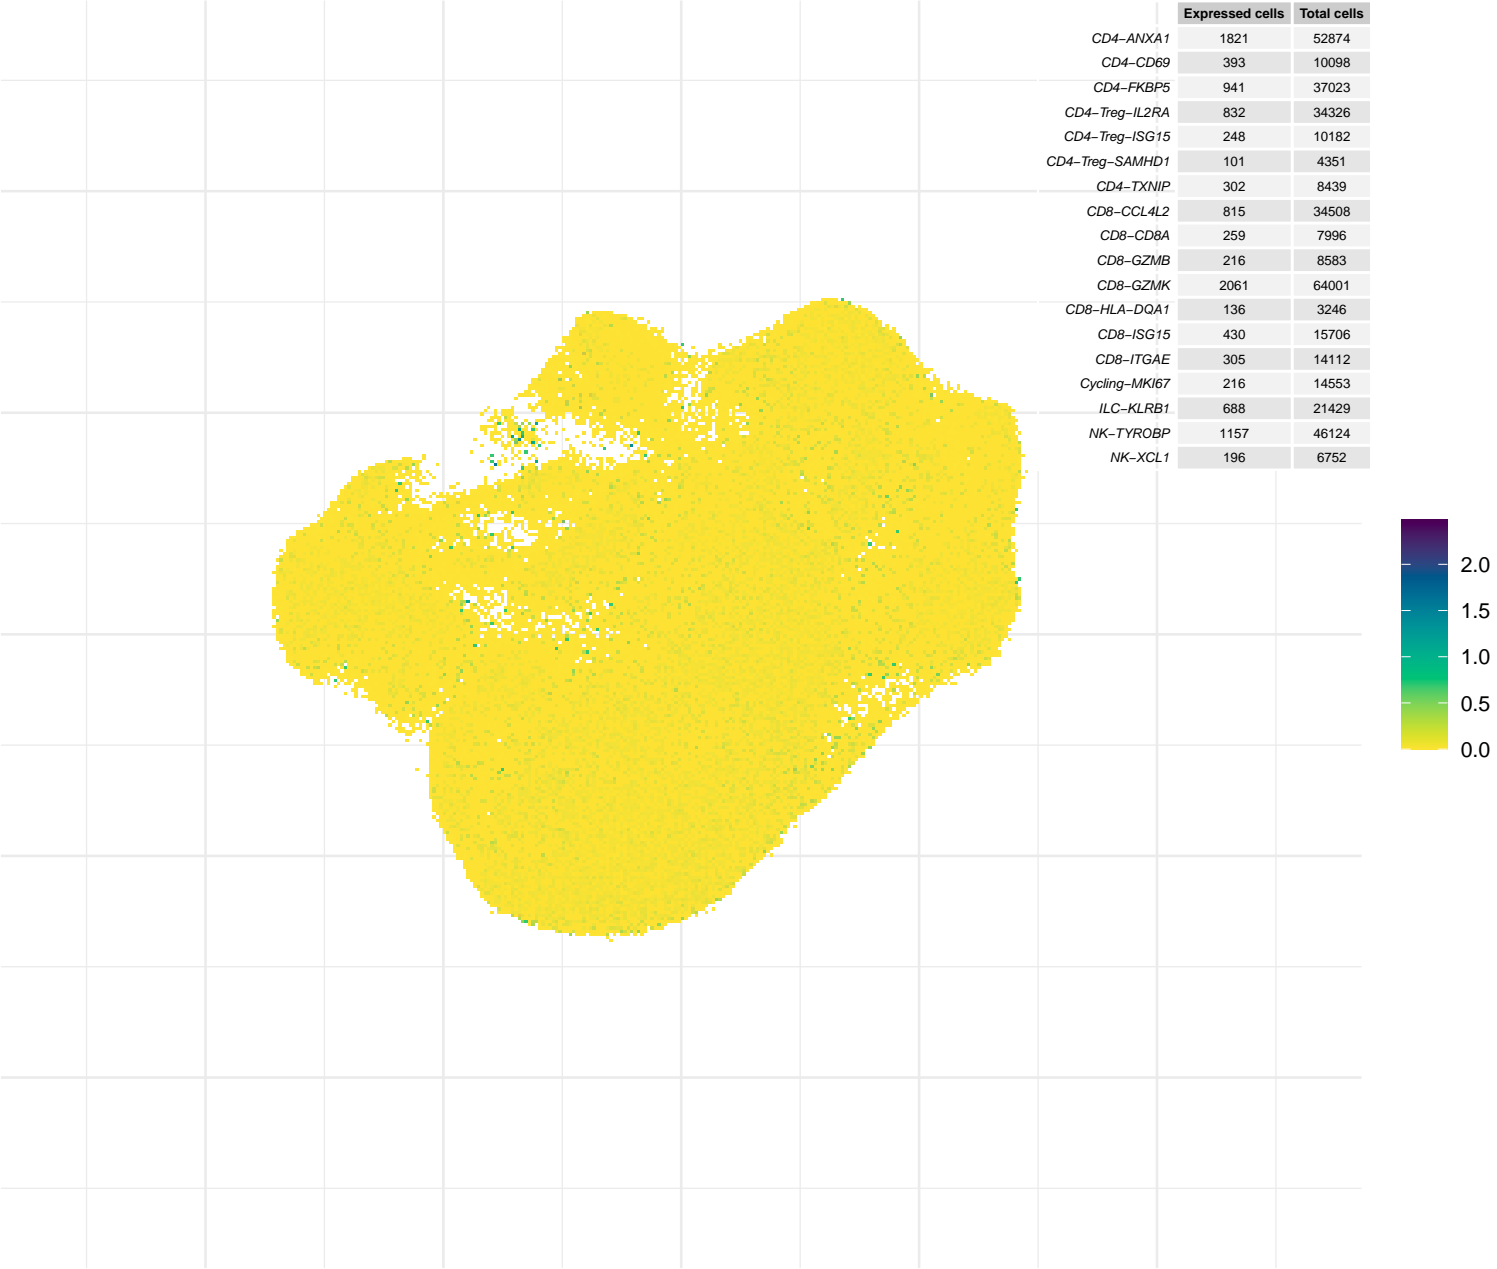 Expressed cells Total cells
CD4−ANXA1 1821 52874
CD4−CD69 393 10098
CD4−FKBP5 941 37023
CD4−Treg−IL2RA 832 34326
CD4−Treg−ISG15 248 10182
CD4−Treg−SAMHD1 101 4351
CD4−TXNIP 302 8439
CD8−CCL4L2 815 34508
CD8−CD8A 259 7996
CD8−GZMB 216 8583
CD8−GZMK 2061 64001
CD8−HLA−DQA1 136 3246
CD8−ISG15 430 15706
CD8−ITGAE 305 14112
Cycling−MKI67 216 14553
ILC−KLRB1 688 21429
NK−TYROBP 1157 46124
NK−XCL1 196 6752
2.0
1.5
1.0
0.5
0.0